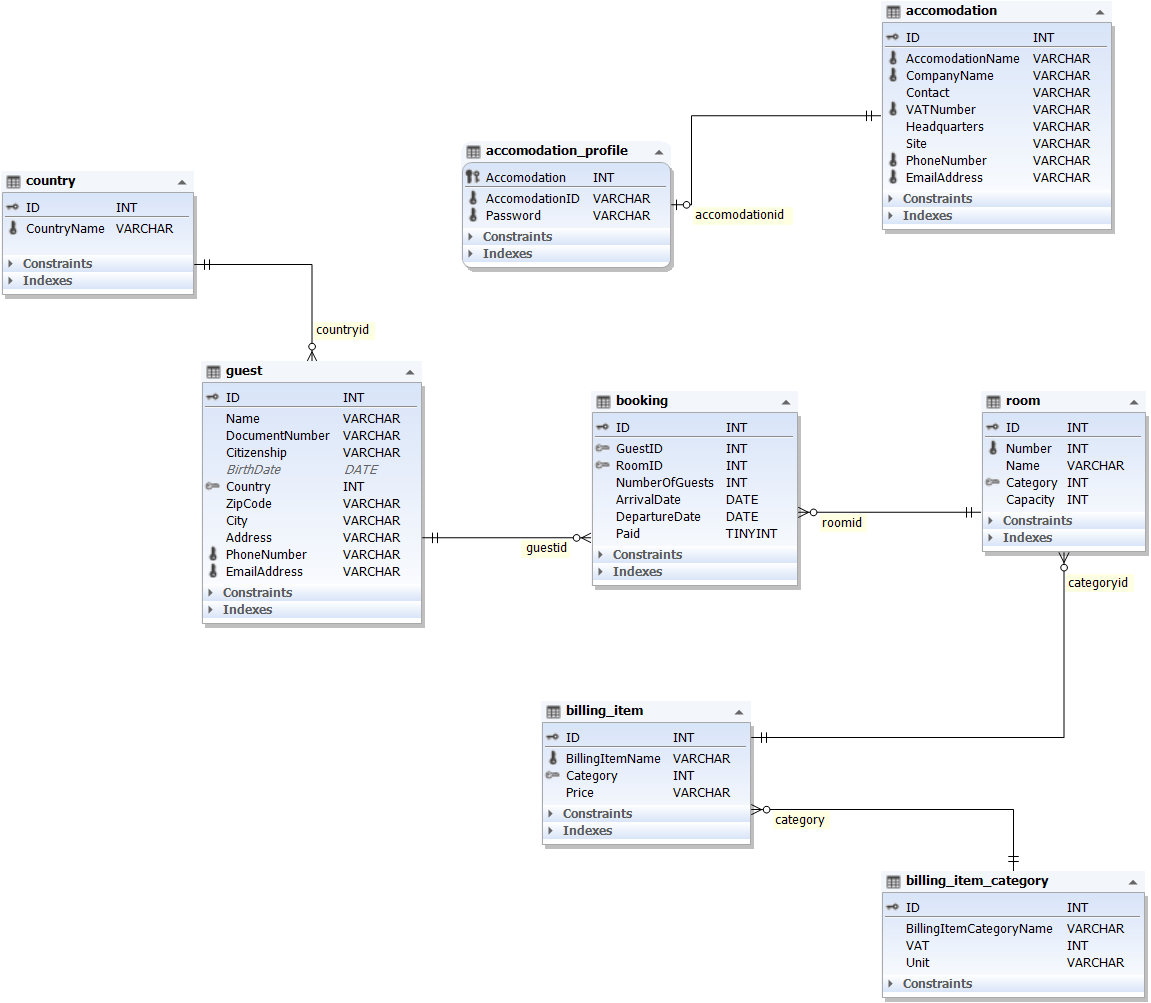 accomodation
ID INT
AccomodationName VARCHAR
CompanyName VARCHAR
Contact VARCHAR
VATNumber VARCHAR
Headquarters VARCHAR
Site VARCHAR
PhoneNumber VARCHAR
EmailAddress VARCHAR
Constraints
Indexes
accomodation_profile
Accomodation INT
AccomodationID VARCHAR
Password VARCHAR
Constraints
Indexes
accomodationid
country
ID INT
CountryName VARCHAR
Constraints
Indexes
countryid
guest
ID INT
Name VARCHAR
DocumentNumber VARCHAR
Citizenship VARCHAR
BirthDate DATE
Country INT
ZipCode VARCHAR
City VARCHAR
Address VARCHAR
PhoneNumber VARCHAR
EmailAddress VARCHAR
Constraints
Indexes
guestid
booking
ID INT
GuestID INT
RoomID INT
NumberOfGuests INT
ArrivalDate DATE
DepartureDate DATE
Paid TINYINT
Constraints
Indexes
roomid
room
ID INT
Number INT
Name VARCHAR
Category INT
Capacity INT
Constraints
Indexes
categoryid
billing_item
ID INT
BillingItemName VARCHAR
Category INT
Price VARCHAR
Constraints
Indexes
category
billing_item_category
ID INT
BillingItemCategoryName VARCHAR
VAT INT
Unit VARCHAR
Constraints